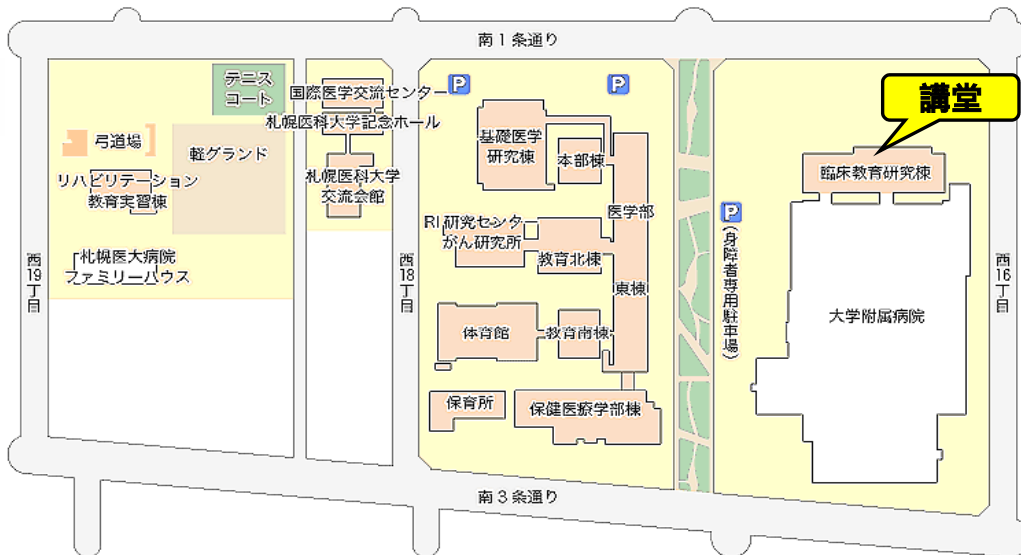 南1条通り
テニス
コート
国際医学交流センター
P
P
講堂
札幌医科大学記念ホール
弓道場
軽グランド
基礎医学
研究棟
本部棟
臨床教育研究棟
リハビリテーション
教育実習棟
札幌医科大学
交流会館
医学部
東棟
P
(身障者専用駐車場)
RI研究センター
がん研究所
教育北棟
札幌医大病院
ファミリーハウス
西19丁目
西18丁目
西16丁目
体育館
教育南棟
大学附属病院
保育所
保健医療学部棟
南3条通り